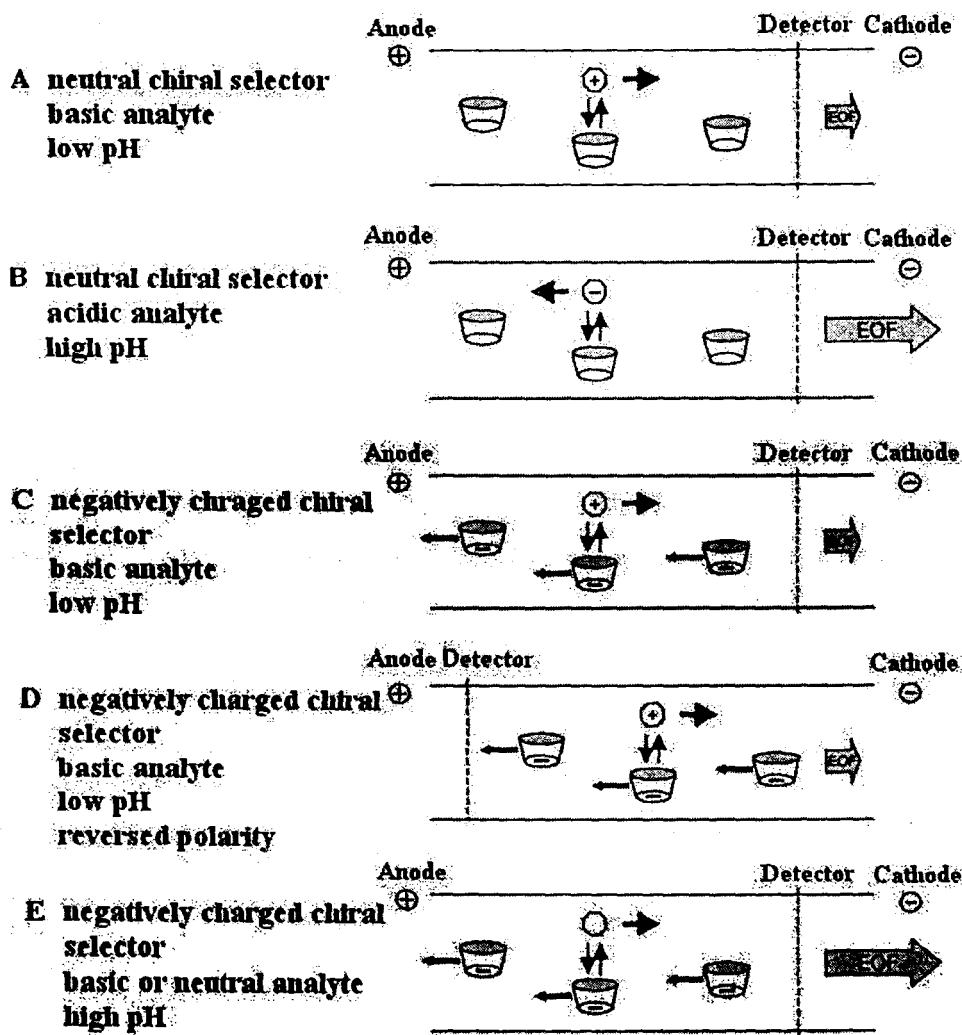 Anode
Detector Cathode
A neutral chiral selector
basic analyte
low pH
EOF
Anode
Detector Cathode
B neutral chiral selector
acidic analyte
high pH
EOF
Anode
Detector Cathode
C negatively chraged chiral
selector
basic analyte
low pH
Anode Detector
Cathode
D negatively charged chiral
selector
basic analyte
low pH
reversed polarity
EOF
Anode
Detector Cathode
E negatively charged chiral
selector
basic or neutral analyte
high pH
EOF